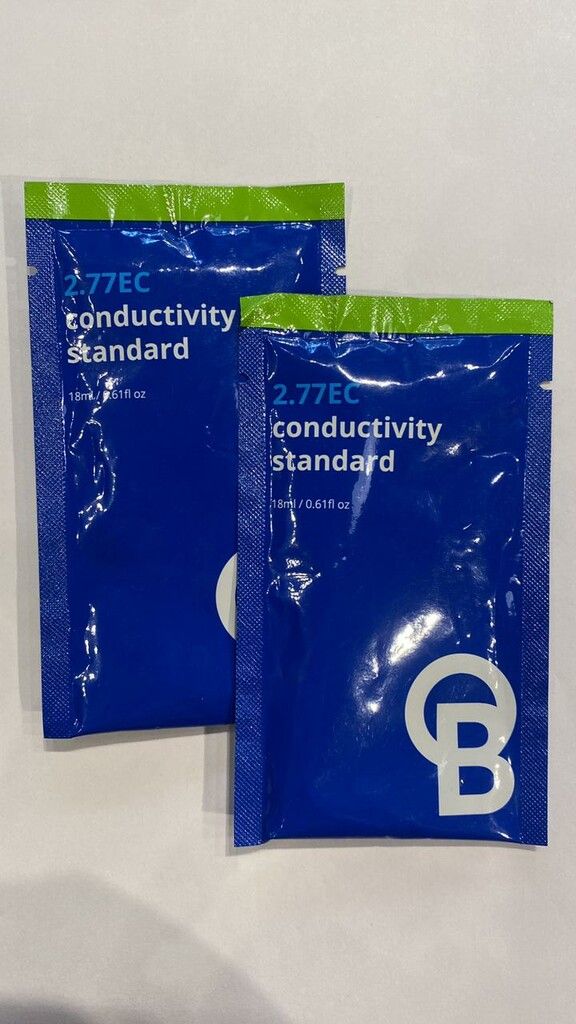 2.77EC
conductivity
standard
18ml / 0.61fl oz
2.77EC
conductivity
standard
18ml / 0.61fl oz
B